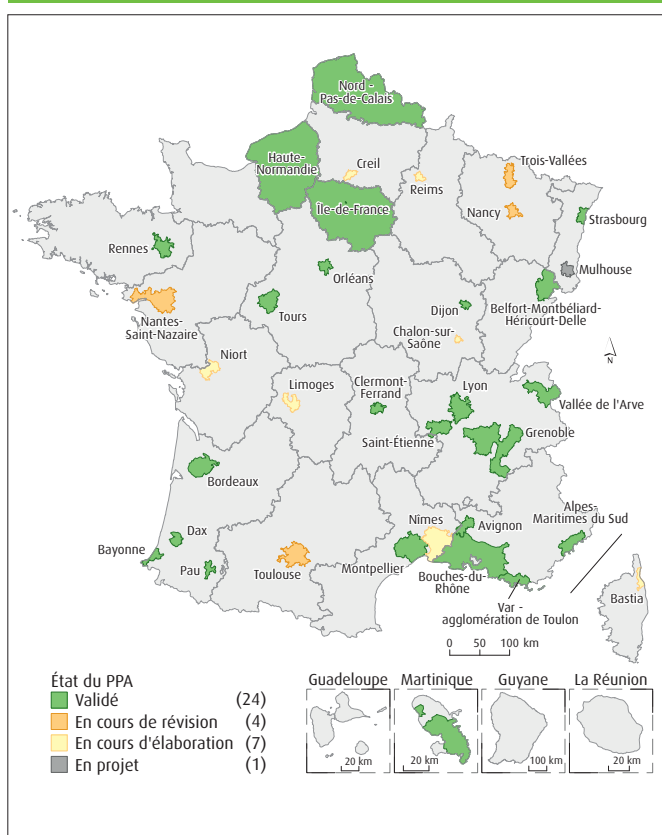 Nord -
Pas-de-Calais
Haute-
Normandie
Creil
Reims
Trois-Vallées
Île-de-France
Nancy
Strasbourg
Rennes
Orléans
Mulhouse
Nantes-
Saint-Nazaire
Tours
Dijon
Belfort-Montbéliard-
Héricourt-Delle
Chalon-sur-
Saône
N
Niort
Limoges
Clermont-
Ferrand
Lyon
Vallée de l'Arve
Saint-Étienne
Grenoble
Bordeaux
Dax
Nimes
Avignon
Alpes-
Maritimes du Sud
Bayonne
Pau
Toulouse
Montpellier
Bouches-du-
Rhône
Bastia
Var -
agglomération de Toulon
0 50 100 km
État du PPA
Validé (24)
En cours de révision (4)
En cours d'élaboration (7)
En projet (1)
Guadeloupe
Martinique
Guyane
La Réunion
20 km
20 km
100 km
20 km